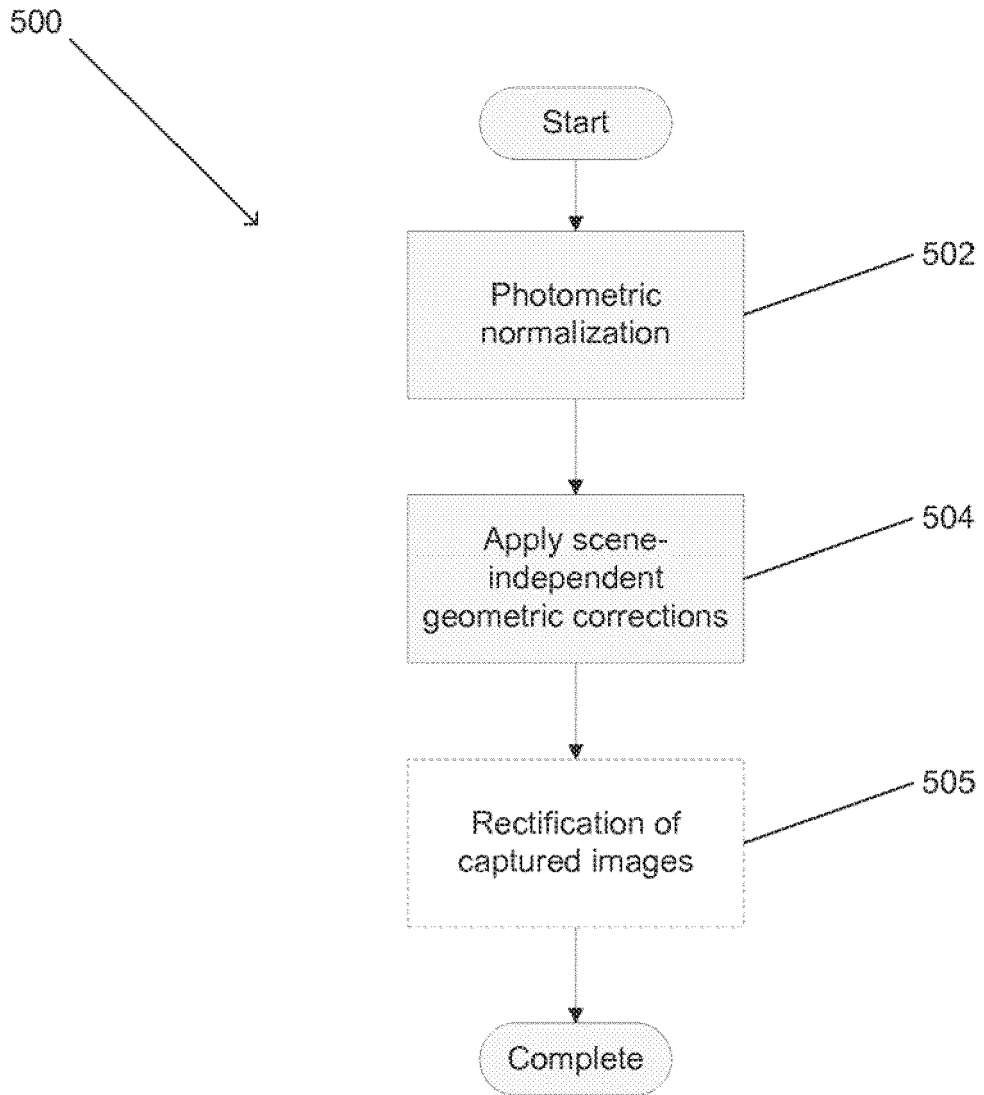 500
Start
502
Photometric
normalization
504
Apply scene-
independent
geometric corrections
505
Rectification of
captured images
Complete